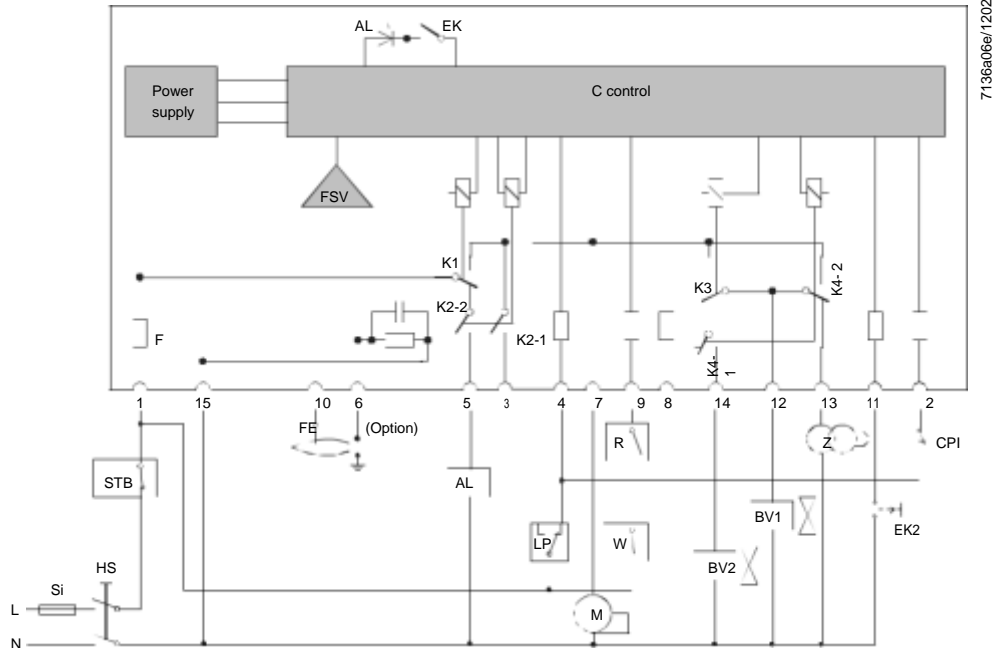 7136a06e/1202
AL
EK
Power
supply
C control
FSV
K1
K2-2
K2-1
K3
K4- 2
K4-
1
F
1
15
10
6
5
3
4
7
9
8
14
12
13
11
2
FE
(Option)
R
Z
CPI
STB
AL
BV1
EK2
LP
W
BV2
HS
Si
M
L
N